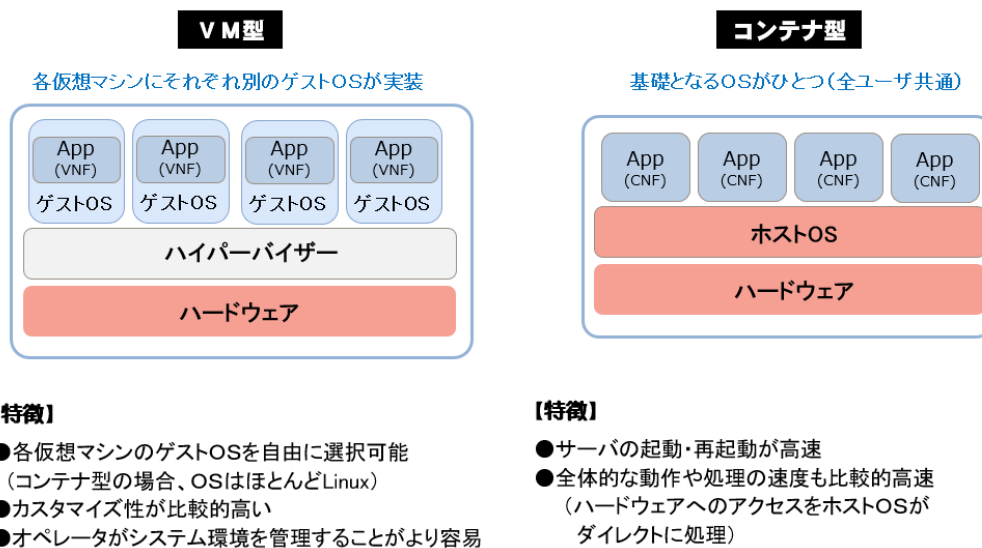 VM型
各仮想マシンにそれぞれ別のゲストOSが実装
App
(VNF)
ゲストOS
App
(VNF)
ゲストOS
App
(VNF)
ゲストOS
App
(VNF)
ゲストOS
ハイパーバイザー
ハードウェア
特徴】
●各仮想マシンのゲストOSを自由に選択可能
（コンテナ型の場合、OSはほとんどLinux）
●カスタマイズ性が比較的高い
●オペレータがシステム環境を管理することがより容易
コンテナ型
基礎となるOSがひとつ（全ユーザ共通）
App
(CNF)
App
(CNF)
App
(CNF)
App
(CNF)
ホストOS
ハードウェア
【特徴】
●サーバの起動・再起動が高速
●全体的な動作や処理の速度も比較的高速
（ハードウェアへのアクセスをホストOSが
ダイレクトに処理）